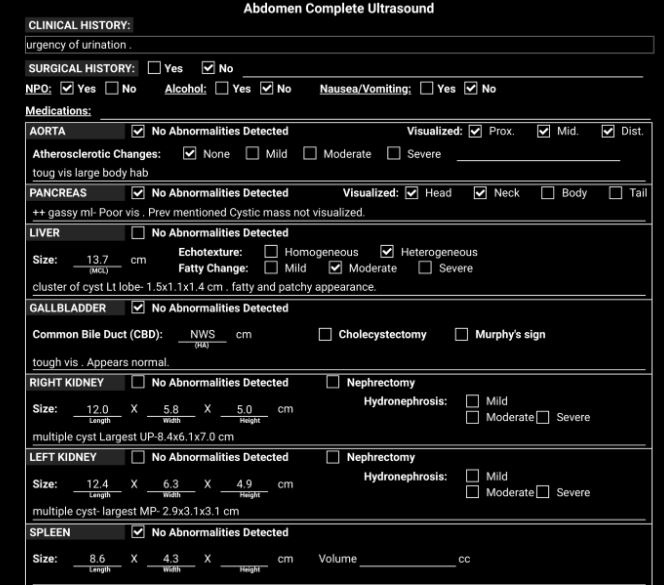 Abdomen Complete Ultrasound
CLINICAL HISTORY:
urgency of urination .
SURGICAL HISTORY: Yes No
NPO: Yes No Alcohol: Yes No Nausea/Vomiting: Yes No
Medications:
AORTA No Abnormalities Detected Visualized: Prox. Mid. Dist.
Atherosclerotic Changes: None Mild Moderate Severe
toug vis large body hab
PANCREAS No Abnormalities Detected Visualized: Head Neck Body Tail
++ gassy ml- Poor vis . Prev mentioned Cystic mass not visualized.
LIVER No Abnormalities Detected
Echotexture: Homogeneous Heterogeneous
Size: 13.7 cm
(MCL)
Fatty Change: Mild Moderate Severe
cluster of cyst Lt lobe- 1.5x1.1x1.4 cm . fatty and patchy appearance.
GALLBLADDER No Abnormalities Detected
Common Bile Duct (CBD): NWS cm Cholecystectomy Murphy's sign
(HA)
tough vis . Appears normal.
RIGHT KIDNEY No Abnormalities Detected Nephrectomy
Hydronephrosis: Mild
Size: 12.0 X 5.8 X 5.0 cm
Moderate Severe
Length Width Height
multiple cyst Largest UP-8.4x6.1x7.0 cm
LEFT KIDNEY No Abnormalities Detected Nephrectomy
Hydronephrosis: Mild
Size: 12.4 X 6.3 X 4.9 cm
Moderate Severe
Length Width Height
multiple cyst- largest MP- 2.9x3.1x3.1 cm
SPLEEN No Abnormalities Detected
Size: 8.6 X 4.3 X cm Volume cc
Length Width Height